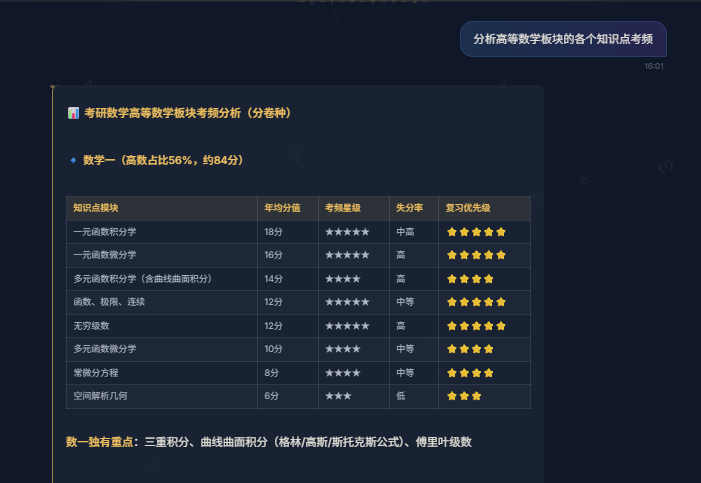 分析高等数学板块的各个知识点考频
16:01
📊 考研数学高等数学板块考频分析（分卷种）
🔹 数学一（高数占比56%，约84分）
知识点模块 年均分值 考频星级 失分率 复习优先级
一元函数积分学 18分 ★★★★★ 中高 ⭐⭐⭐⭐⭐
一元函数微分学 16分 ★★★★★ 高 ⭐⭐⭐⭐⭐
多元函数积分学（含曲线曲面积分） 14分 ★★★★ 高 ⭐⭐⭐⭐
函数、极限、连续 12分 ★★★★★ 中等 ⭐⭐⭐⭐⭐
无穷级数 12分 ★★★★★ 高 ⭐⭐⭐⭐⭐
多元函数微分学 10分 ★★★★ 中等 ⭐⭐⭐⭐
常微分方程 8分 ★★★★ 中等 ⭐⭐⭐⭐
空间解析几何 6分 ★★★ 低 ⭐⭐⭐
数一独有重点：三重积分、曲线曲面积分（格林/高斯/斯托克斯公式）、傅里叶级数